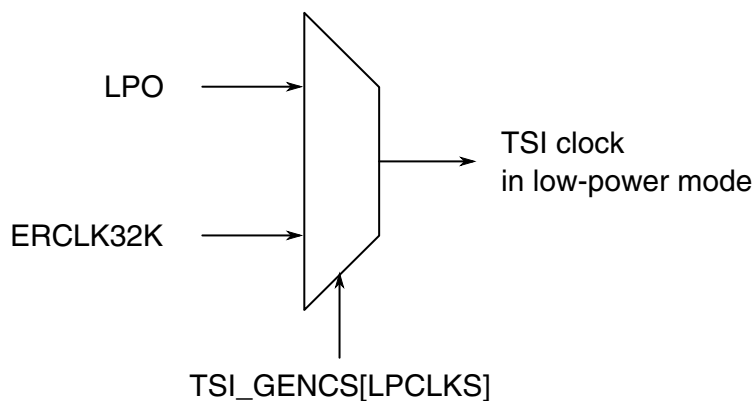 LPO
TSI clock
in low-power mode
ERCLK32K
TSI_GENCS[LPCLKS]